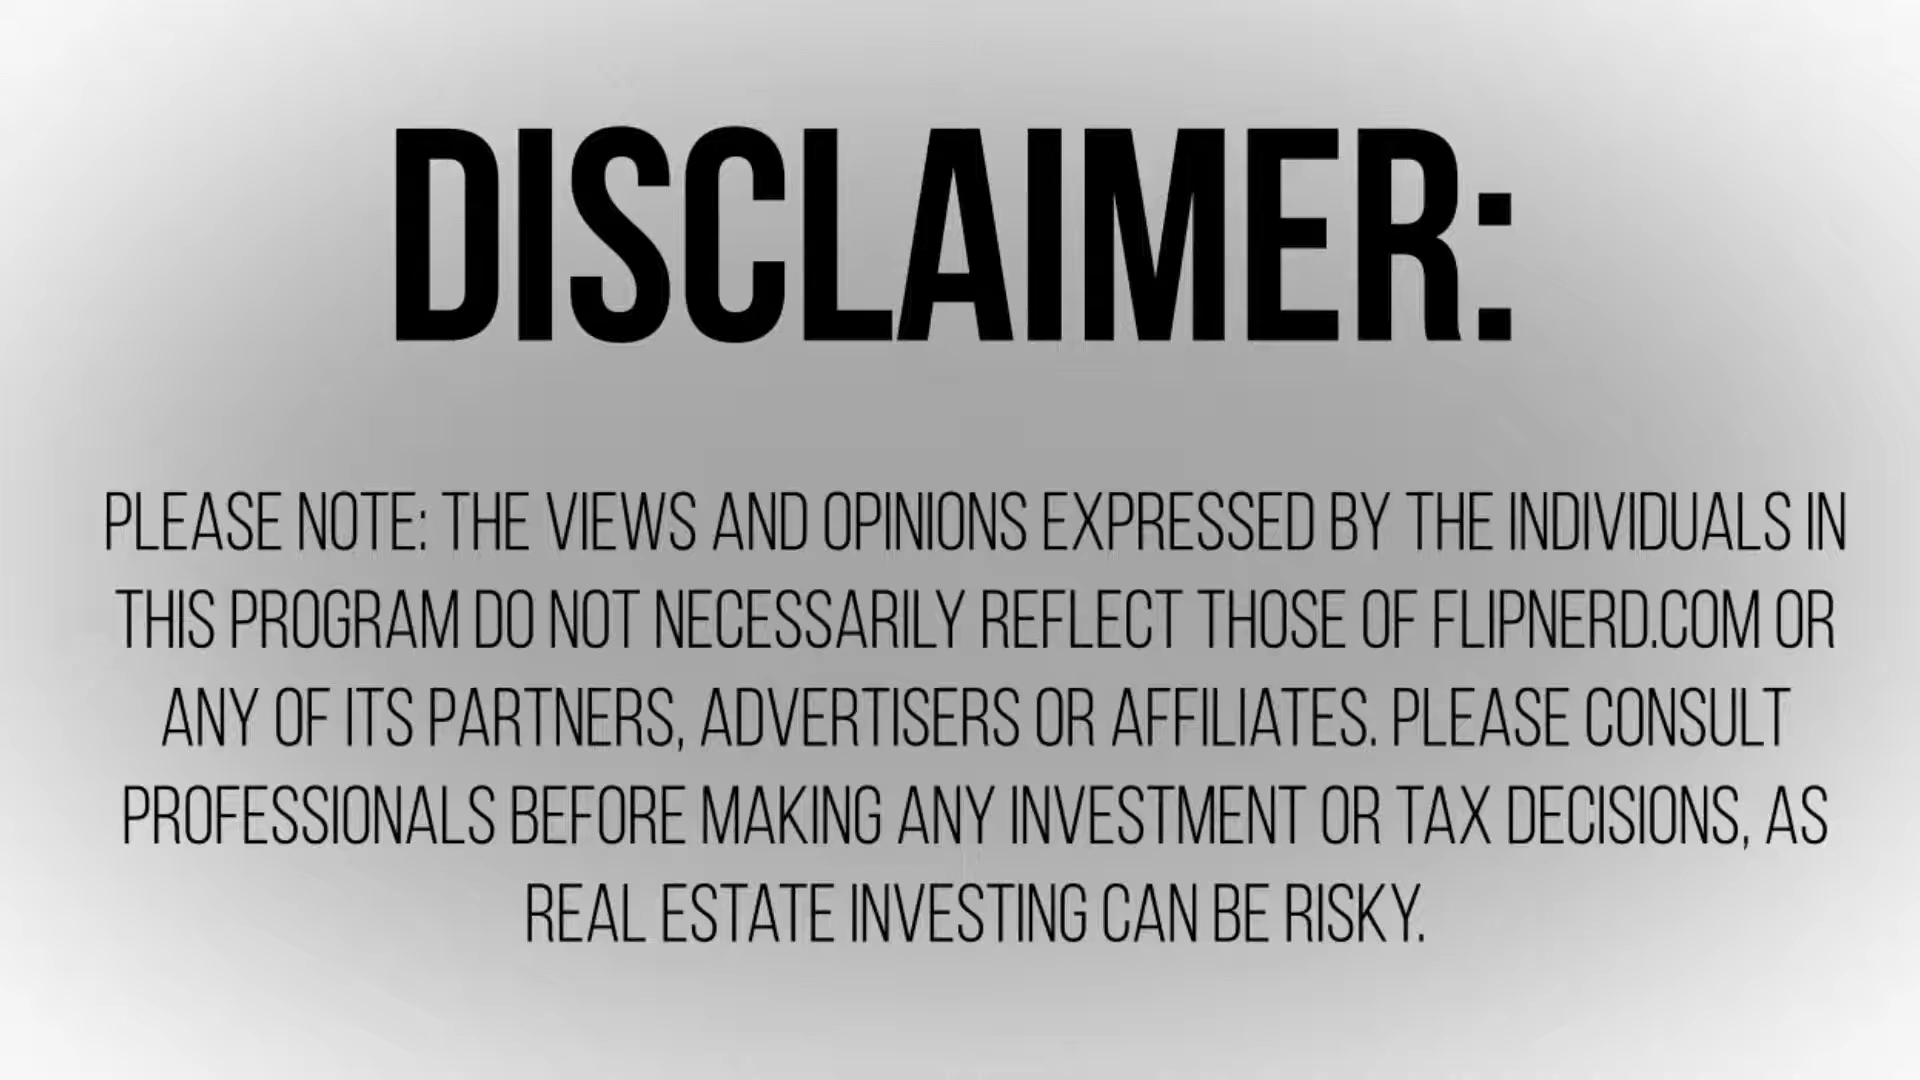 DISCLAIMER:
PLEASE NOTE: THE VIEWS AND OPINIONS EXPRESSED BY THE INDIVIDUALS IN
THIS PROGRAM DO NOT NECESSARILY REFLECT THOSE OF FLIPNERD.COM OR
ANY OF ITS PARTNERS, ADVERTISERS OR AFFILIATES. PLEASE CONSULT
PROFESSIONALS BEFORE MAKING ANY INVESTMENT OR TAX DECISIONS, AS
REAL ESTATE INVESTING CAN BE RISKY.